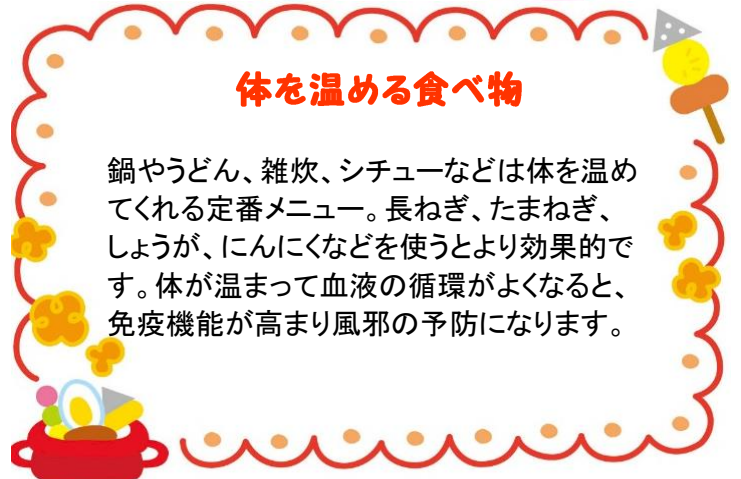 体を温める食べ物
鍋やうどん、雑炊、シチューなどは体を温め
てくれる定番メニュー。長ねぎ、たまねぎ、
しょうが、にんにくなどを使うとより効果的で
す。体が温まって血液の循環がよくなると、
免疫機能が高まり風邪の予防になります。